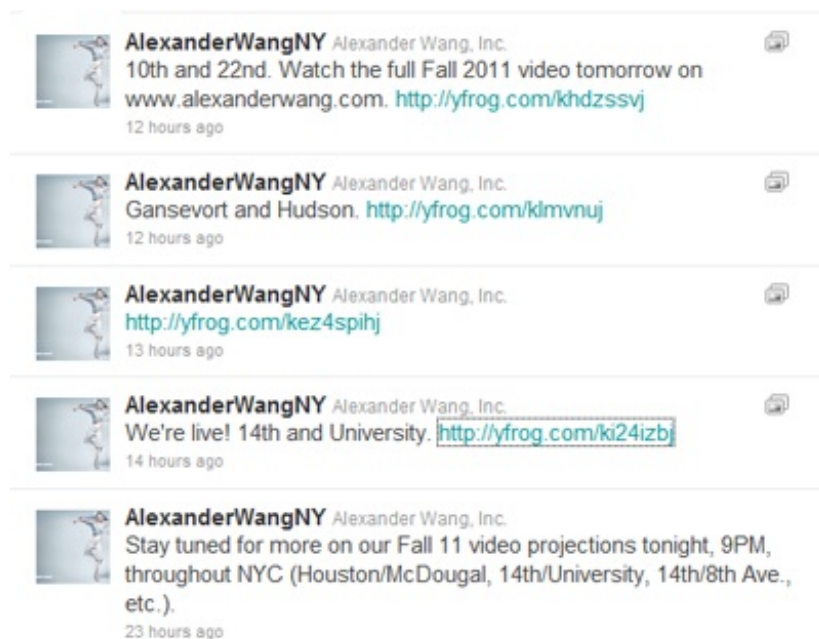 AlexanderWangNY Alexander Wang, Inc.
10th and 22nd. Watch the full Fall 2011 video tomorrow on
www.alexanderwang.com. http://yfrog.com/khdzssvj
12 hours ago
AlexanderWangNY Alexander Wang, Inc.
Gansevort and Hudson. http://yfrog.com/klmvnuj
12 hours ago
AlexanderWangNY Alexander Wang, Inc.
http://yfrog.com/kez4spihj
13 hours ago
AlexanderWangNY Alexander Wang, Inc.
We're live! 14th and University. http://yfrog.com/ki24izbj
14 hours ago
AlexanderWangNY Alexander Wang, Inc.
Stay tuned for more on our Fall 11 video projections tonight, 9PM,
throughout NYC (Houston/McDougal, 14th/University, 14th/8th Ave.,
etc.).
23 hours ago